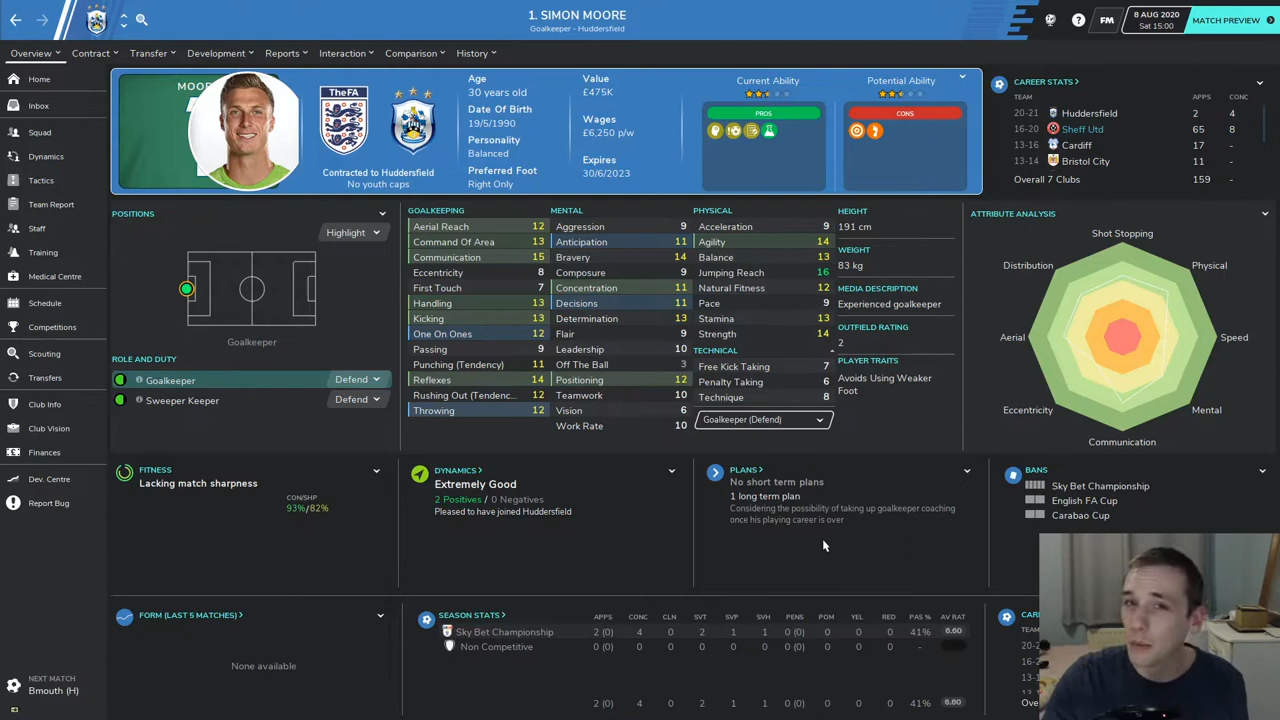 1. SIMON MOORE
Goalkeeper - Huddersfield
FM
8 AUG 2020
Sat 15:00
MATCH PREVIEW
Overview
Contract
Transfer
Development
Reports
Interaction
Comparison
History
Home
Inbox
Squad
Dynamics
Tactics
Team Report
Staff
Training
Medical Centre
Schedule
Competitions
Scouting
Transfers
Club Info
Club Vision
Finances
Dev. Centre
Report Bug
NEXT MATCH
Bmouth (H)
TheFA
Contracted to Huddersfield
No youth caps
Age
30 years old
Date Of Birth
19/5/1990
Personality
Balanced
Preferred Foot
Right Only
Value
£475K
Wages
£6,250 p/w
Expires
30/6/2023
Current Ability
PROS
Potential Ability
CONS
CAREER STATS >
TEAM APPS CONC
20-21 Huddersfield 2 4
16-20 Sheff Utd 65 8
13-16 Cardiff 17 -
13-14 Bristol City 11 -
Overall 7 Clubs 159 -
POSITIONS
Highlight
Goalkeeper
ROLE AND DUTY
Goalkeeper Defend
Sweeper Keeper Defend
GOALKEEPING
Aerial Reach 12
Command Of Area 13
Communication 15
Eccentricity 8
First Touch 7
Handling 13
Kicking 13
One On Ones 12
Passing 9
Punching (Tendency) 11
Reflexes 14
Rushing Out (Tendenc... 12
Throwing 12
MENTAL
Aggression 9
Anticipation 11
Bravery 14
Composure 9
Concentration 11
Decisions 11
Determination 13
Flair 9
Leadership 10
Off The Ball 3
Positioning 12
Teamwork 10
Vision 6
Work Rate 10
PHYSICAL
Acceleration 9
Agility 14
Balance 13
Jumping Reach 16
Natural Fitness 12
Pace 9
Stamina 13
Strength 14
TECHNICAL
Free Kick Taking 7
Penalty Taking 6
Technique 8
Goalkeeper (Defend)
HEIGHT
191 cm
WEIGHT
83 kg
MEDIA DESCRIPTION
Experienced goalkeeper
OUTFIELD RATING
2
PLAYER TRAITS
Avoids Using Weaker
Foot
ATTRIBUTE ANALYSIS
Shot Stopping
Distribution
Physical
Aerial
Speed
Eccentricity
Mental
Communication
FITNESS
Lacking match sharpness
CON/SHP
93%/82%
DYNAMICS >
Extremely Good
2 Positives / 0 Negatives
Pleased to have joined Huddersfield
PLANS >
No short term plans
1 long term plan
Considering the possibility of taking up goalkeeper coaching
once his playing career is over
BANS
Sky Bet Championship
English FA Cup
Carabao Cup
FORM (LAST 5 MATCHES) >
None available
SEASON STATS >
APPS CONC CLN SVT SVP SVH PENS POM YEL RED PAS % AV RAT
Sky Bet Championship 2 (0) 4 0 2 1 1 0 (0) 0 0 0 41% 6.60
Non Competitive 0 (0) 0 0 0 0 0 0 (0) 0 0 0 -
2 (0) 4 0 2 1 1 0 (0) 0 0 0 41% 6.60